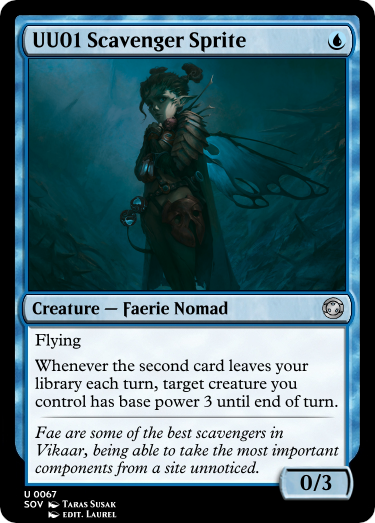 UU01 Scavenger Sprite
Creature — Faerie Nomad
Flying
Whenever the second card leaves your
library each turn, target creature you
control has base power 3 until end of turn.
Fae are some of the best scavengers in
Vikaar, being able to take the most important
components from a site unnoticed.
0/3
U 0067
SOV Taras Susak
edit. Laurel